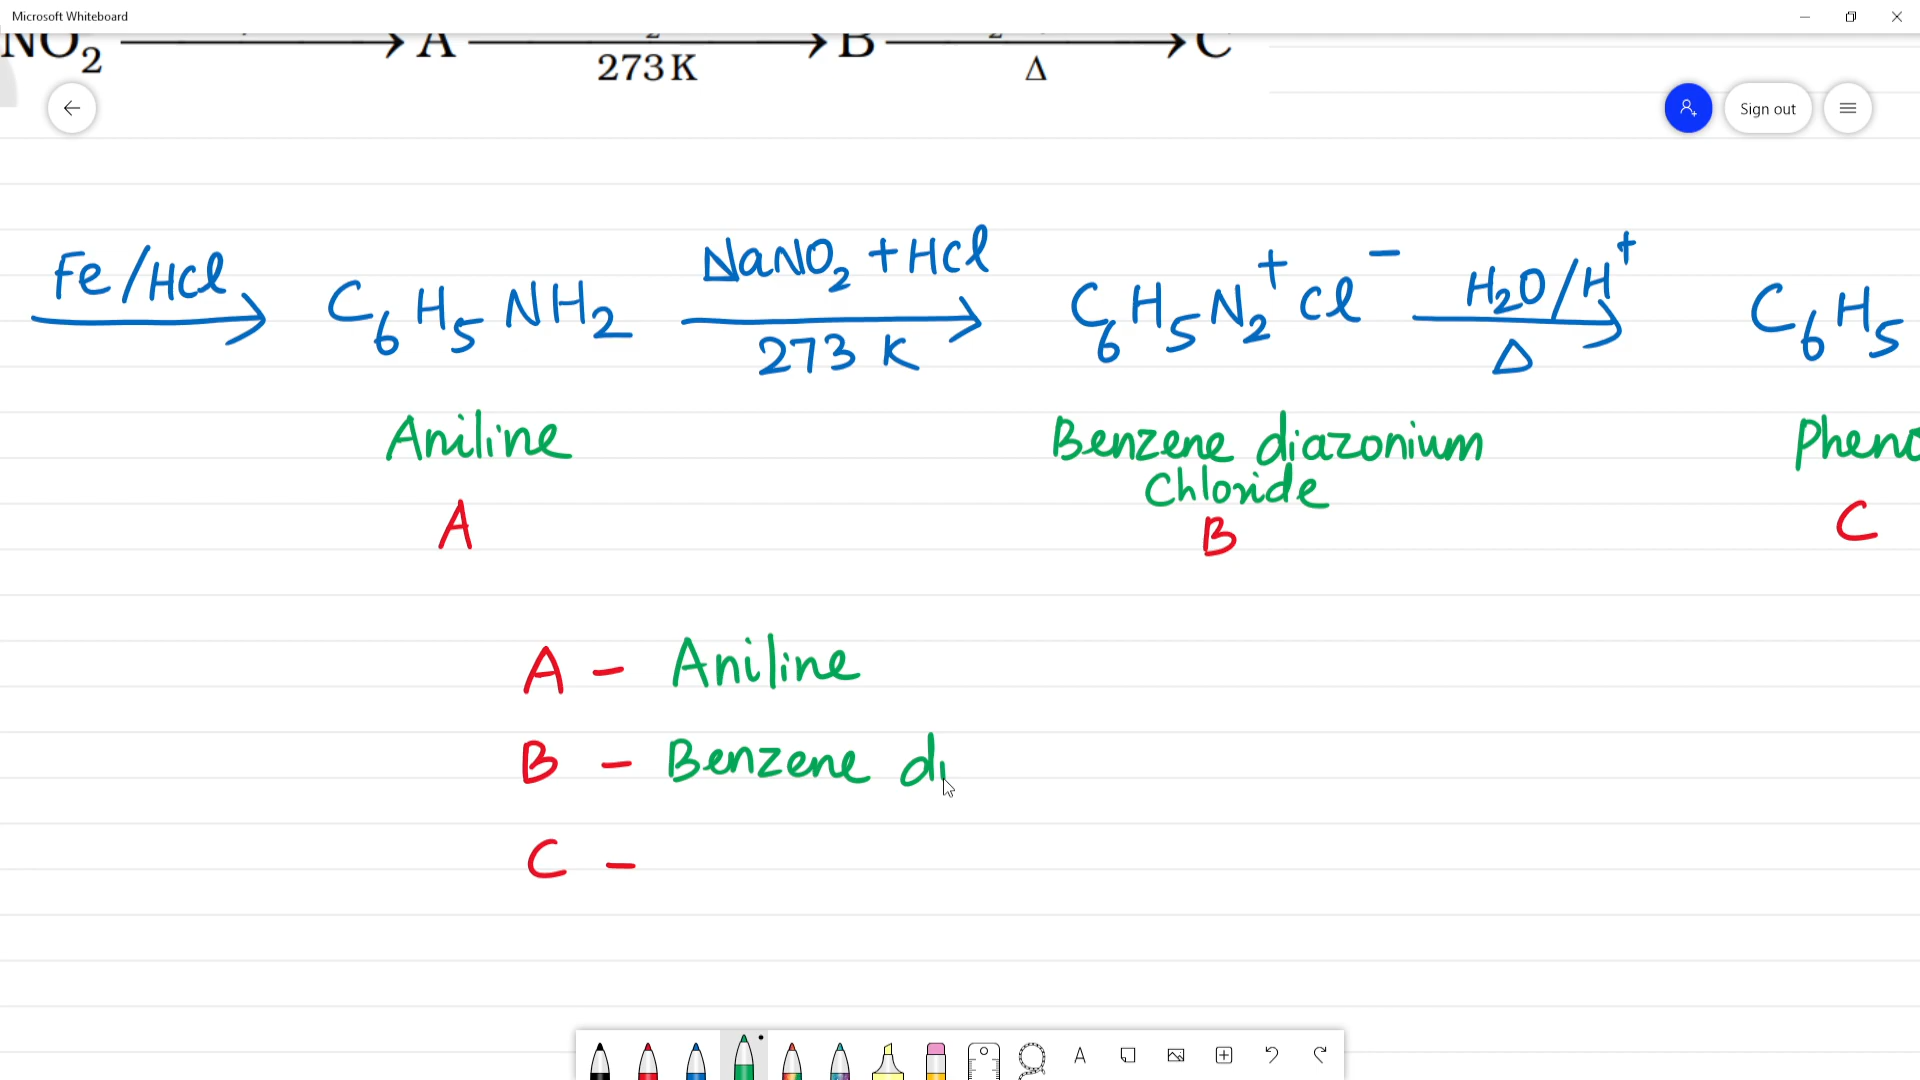 Microsoft Whiteboard
NO2 → A → 273 K → B → Δ → C
Sign out
Fe/HCl → C6H5NH2 → NaNO2 + HCl 273 K → C6H5N2+Cl− → H2O/H+ Δ → C6H5
Aniline Benzene diazonium Pheno
Chloride
A B C
A - Aniline
B - Benzene di
C -
A